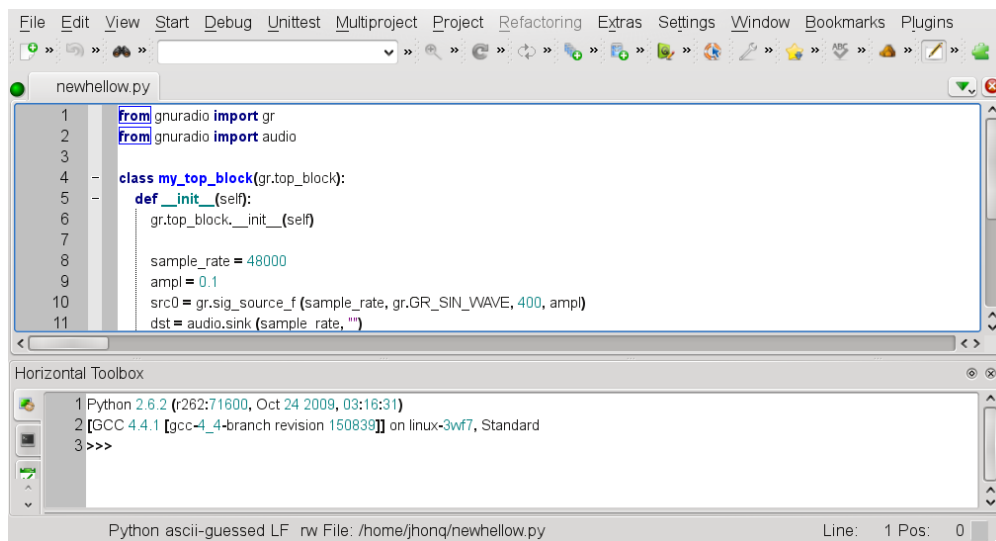 File Edit View Start Debug Unittest Multiproject Project Refactoring Extras Settings Window Bookmarks Plugins
» » » » » » » » » » » » » » »
ABC
newhellow.py
1 from gnuradio import gr
2 from gnuradio import audio
3
4 class my_top_block(gr.top_block):
5 def __init__(self):
6 gr.top_block.__init__(self)
7
8 sample_rate = 48000
9 ampl = 0.1
10 src0 = gr.sig_source_f (sample_rate, gr.GR_SIN_WAVE, 400, ampl)
11 dst = audio.sink (sample_rate, "")
Horizontal Toolbox
1 Python 2.6.2 (r262:71600, Oct 24 2009, 03:16:31)
2 [GCC 4.4.1 [gcc-4_4-branch revision 150839]] on linux-3wf7, Standard
3 >>>
Python ascii-guessed LF rw File: /home/jhonq/newhellow.py Line: 1 Pos: 0